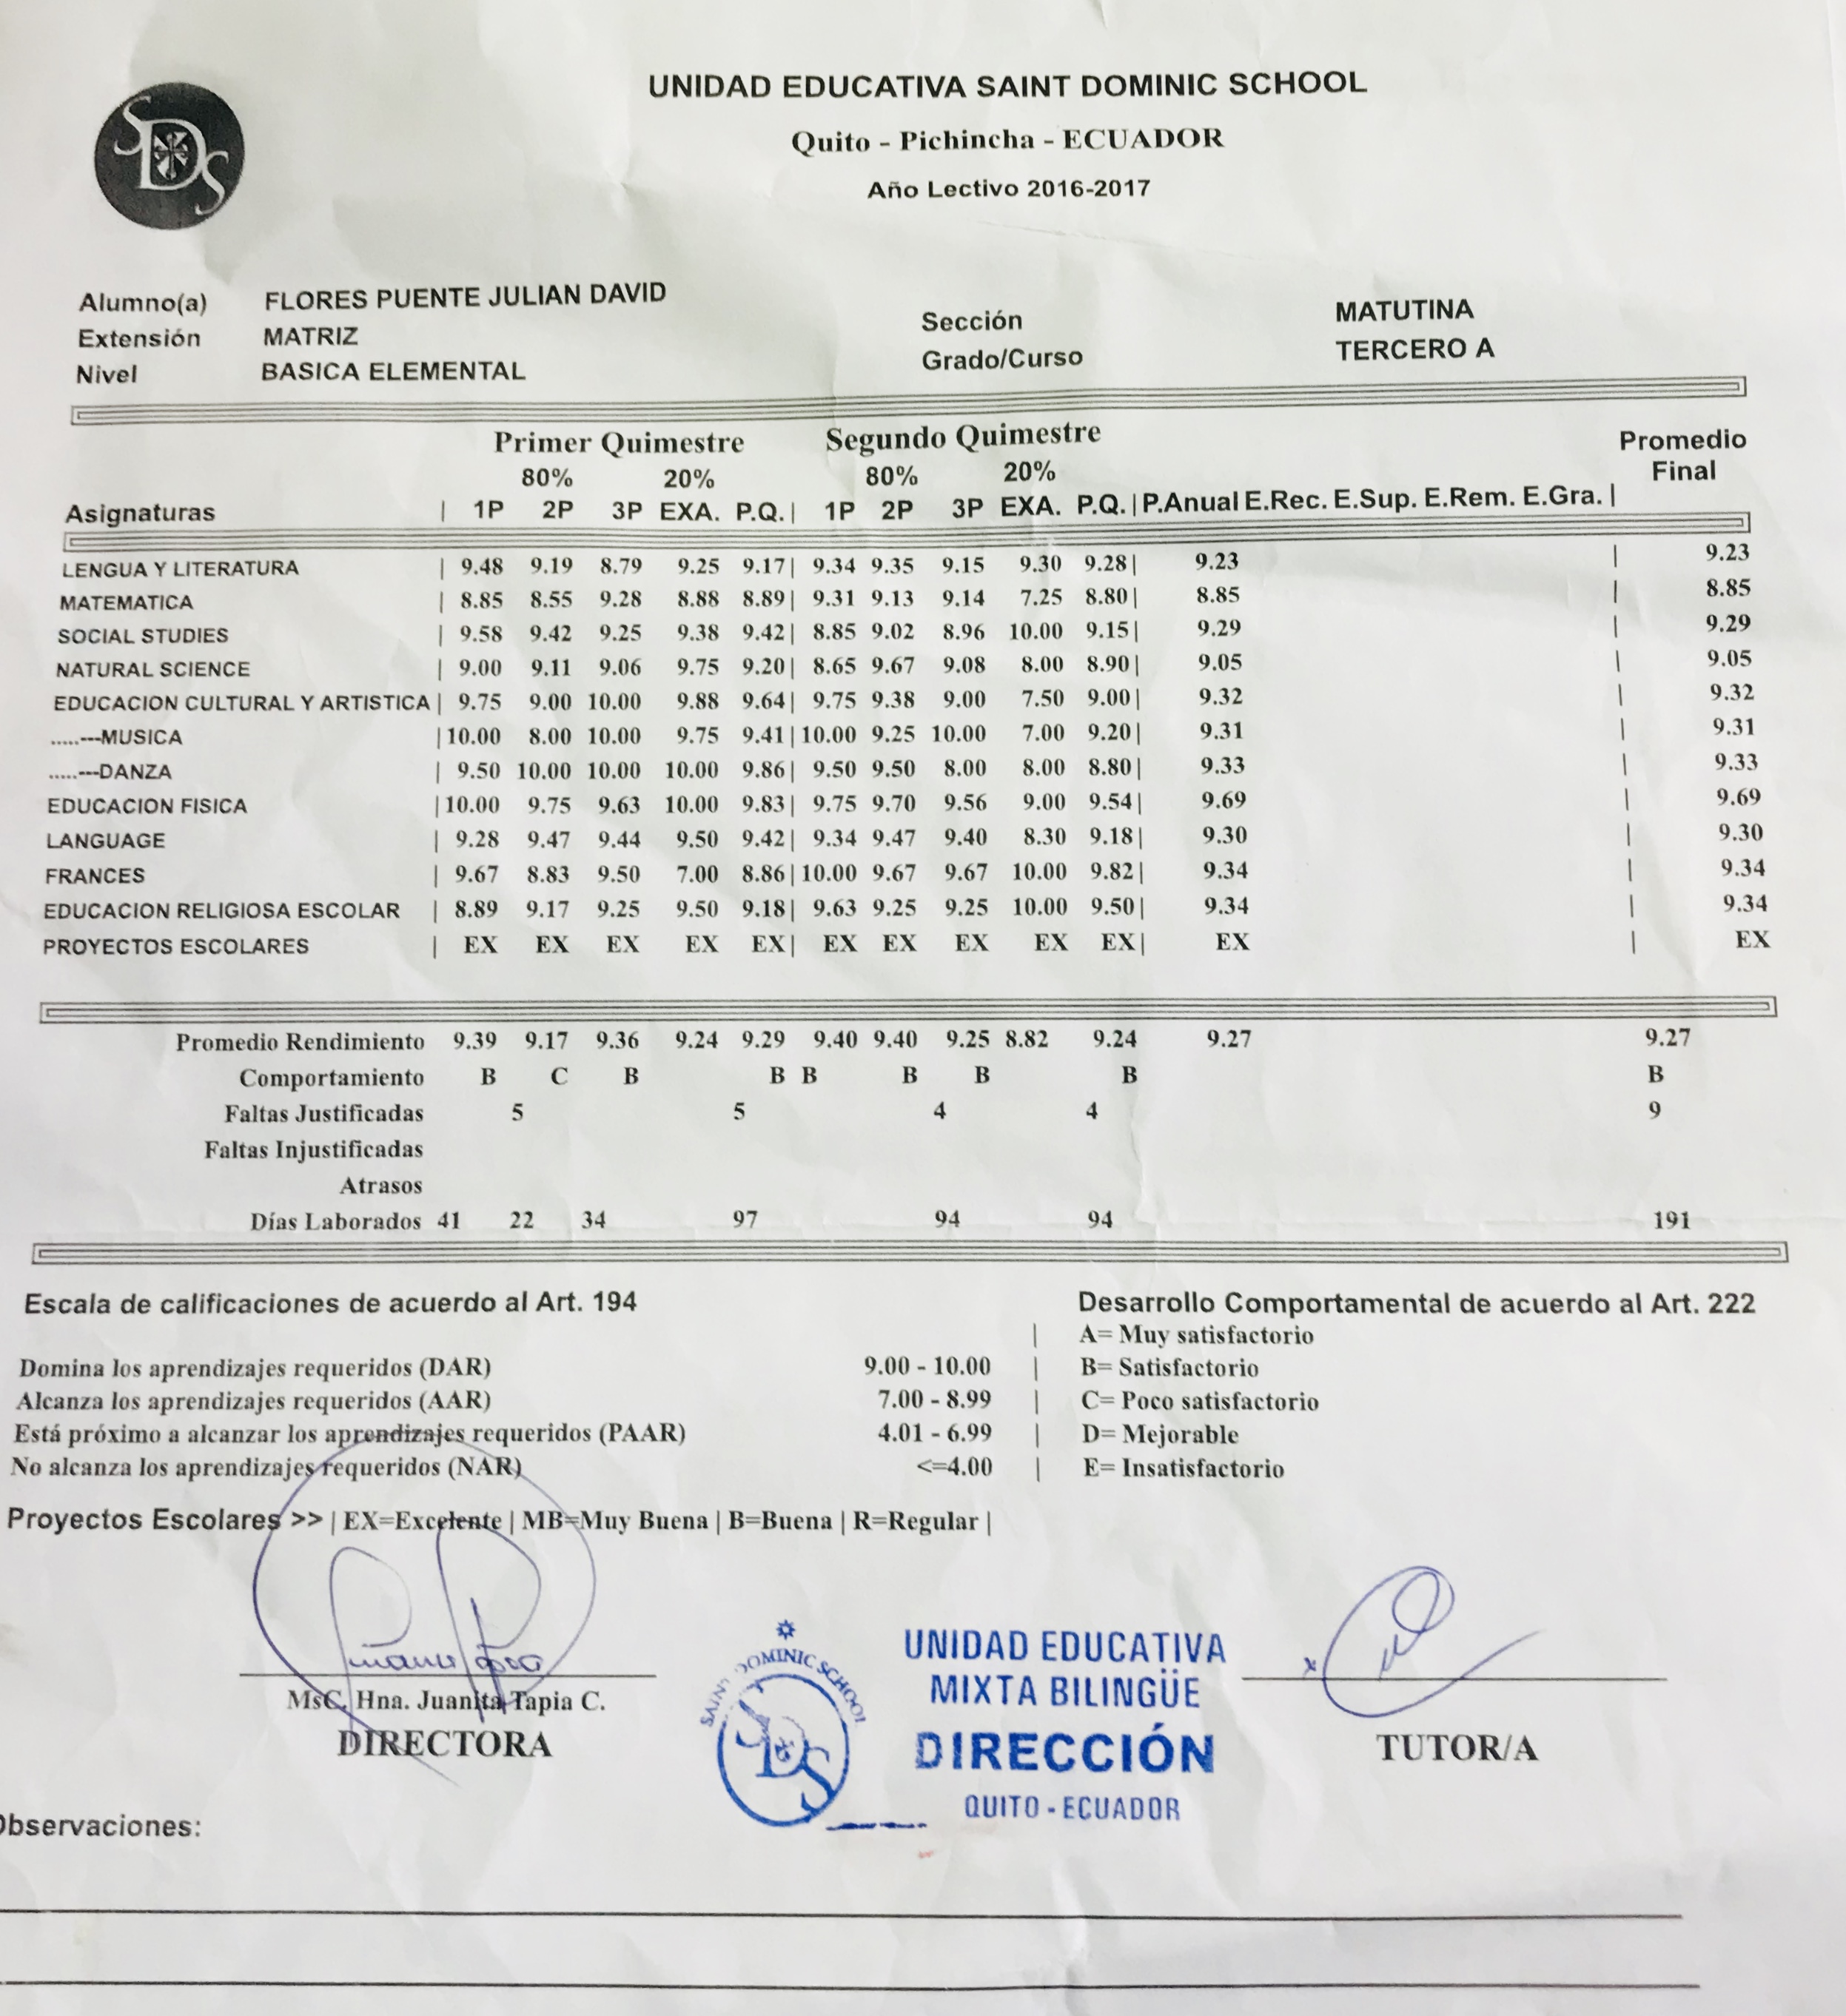 SDS
UNIDAD EDUCATIVA SAINT DOMINIC SCHOOL
Quito - Pichincha - ECUADOR
Año Lectivo 2016-2017
Alumno(a) FLORES PUENTE JULIAN DAVID
Extensión MATRIZ Sección MATUTINA
Nivel BASICA ELEMENTAL Grado/Curso TERCERO A
Primer Quimestre Segundo Quimestre Promedio
80% 20% 80% 20% Final
Asignaturas | 1P 2P 3P EXA. P.Q. | 1P 2P 3P EXA. P.Q. | P.Anual E.Rec. E.Sup. E.Rem. E.Gra. |
LENGUA Y LITERATURA | 9.48 9.19 8.79 9.25 9.17 | 9.34 9.35 9.15 9.30 9.28 | 9.23 | 9.23
MATEMATICA | 8.85 8.55 9.28 8.88 8.89 | 9.31 9.13 9.14 7.25 8.80 | 8.85 | 8.85
SOCIAL STUDIES | 9.58 9.42 9.25 9.38 9.42 | 8.85 9.02 8.96 10.00 9.15 | 9.29 | 9.29
NATURAL SCIENCE | 9.00 9.11 9.06 9.75 9.20 | 8.65 9.67 9.08 8.00 8.90 | 9.05 | 9.05
EDUCACION CULTURAL Y ARTISTICA | 9.75 9.00 10.00 9.88 9.64 | 9.75 9.38 9.00 7.50 9.00 | 9.32 | 9.32
.....---MUSICA | 10.00 8.00 10.00 9.75 9.41 | 10.00 9.25 10.00 7.00 9.20 | 9.31 | 9.31
.....---DANZA | 9.50 10.00 10.00 10.00 9.86 | 9.50 9.50 8.00 8.00 8.80 | 9.33 | 9.33
EDUCACION FISICA | 10.00 9.75 9.63 10.00 9.83 | 9.75 9.70 9.56 9.00 9.54 | 9.69 | 9.69
LANGUAGE | 9.28 9.47 9.44 9.50 9.42 | 9.34 9.47 9.40 8.30 9.18 | 9.30 | 9.30
FRANCES | 9.67 8.83 9.50 7.00 8.86 | 10.00 9.67 9.67 10.00 9.82 | 9.34 | 9.34
EDUCACION RELIGIOSA ESCOLAR | 8.89 9.17 9.25 9.50 9.18 | 9.63 9.25 9.25 10.00 9.50 | 9.34 | 9.34
PROYECTOS ESCOLARES | EX EX EX EX EX | EX EX EX EX EX | EX | EX
Promedio Rendimiento 9.39 9.17 9.36 9.24 9.29 9.40 9.40 9.25 8.82 9.24 9.27 9.27
Comportamiento B C B B B B B B B
Faltas Justificadas 5 5 4 4 9
Faltas Injustificadas
Atrasos
Días Laborados 41 22 34 97 94 94 191
Escala de calificaciones de acuerdo al Art. 194 Desarrollo Comportamental de acuerdo al Art. 222
| A= Muy satisfactorio
Domina los aprendizajes requeridos (DAR) 9.00 - 10.00 | B= Satisfactorio
Alcanza los aprendizajes requeridos (AAR) 7.00 - 8.99 | C= Poco satisfactorio
Está próximo a alcanzar los aprendizajes requeridos (PAAR) 4.01 - 6.99 | D= Mejorable
No alcanza los aprendizajes requeridos (NAR) <=4.00 | E= Insatisfactorio
Proyectos Escolares >> | EX=Excelente | MB=Muy Buena | B=Buena | R=Regular |
MsC. Hna. Juanita Tapia C.
DIRECTORA
SAINT DOMINIC SCHOOL
SDS
UNIDAD EDUCATIVA
MIXTA BILINGÜE
DIRECCIÓN
QUITO - ECUADOR
TUTOR/A
Observaciones: